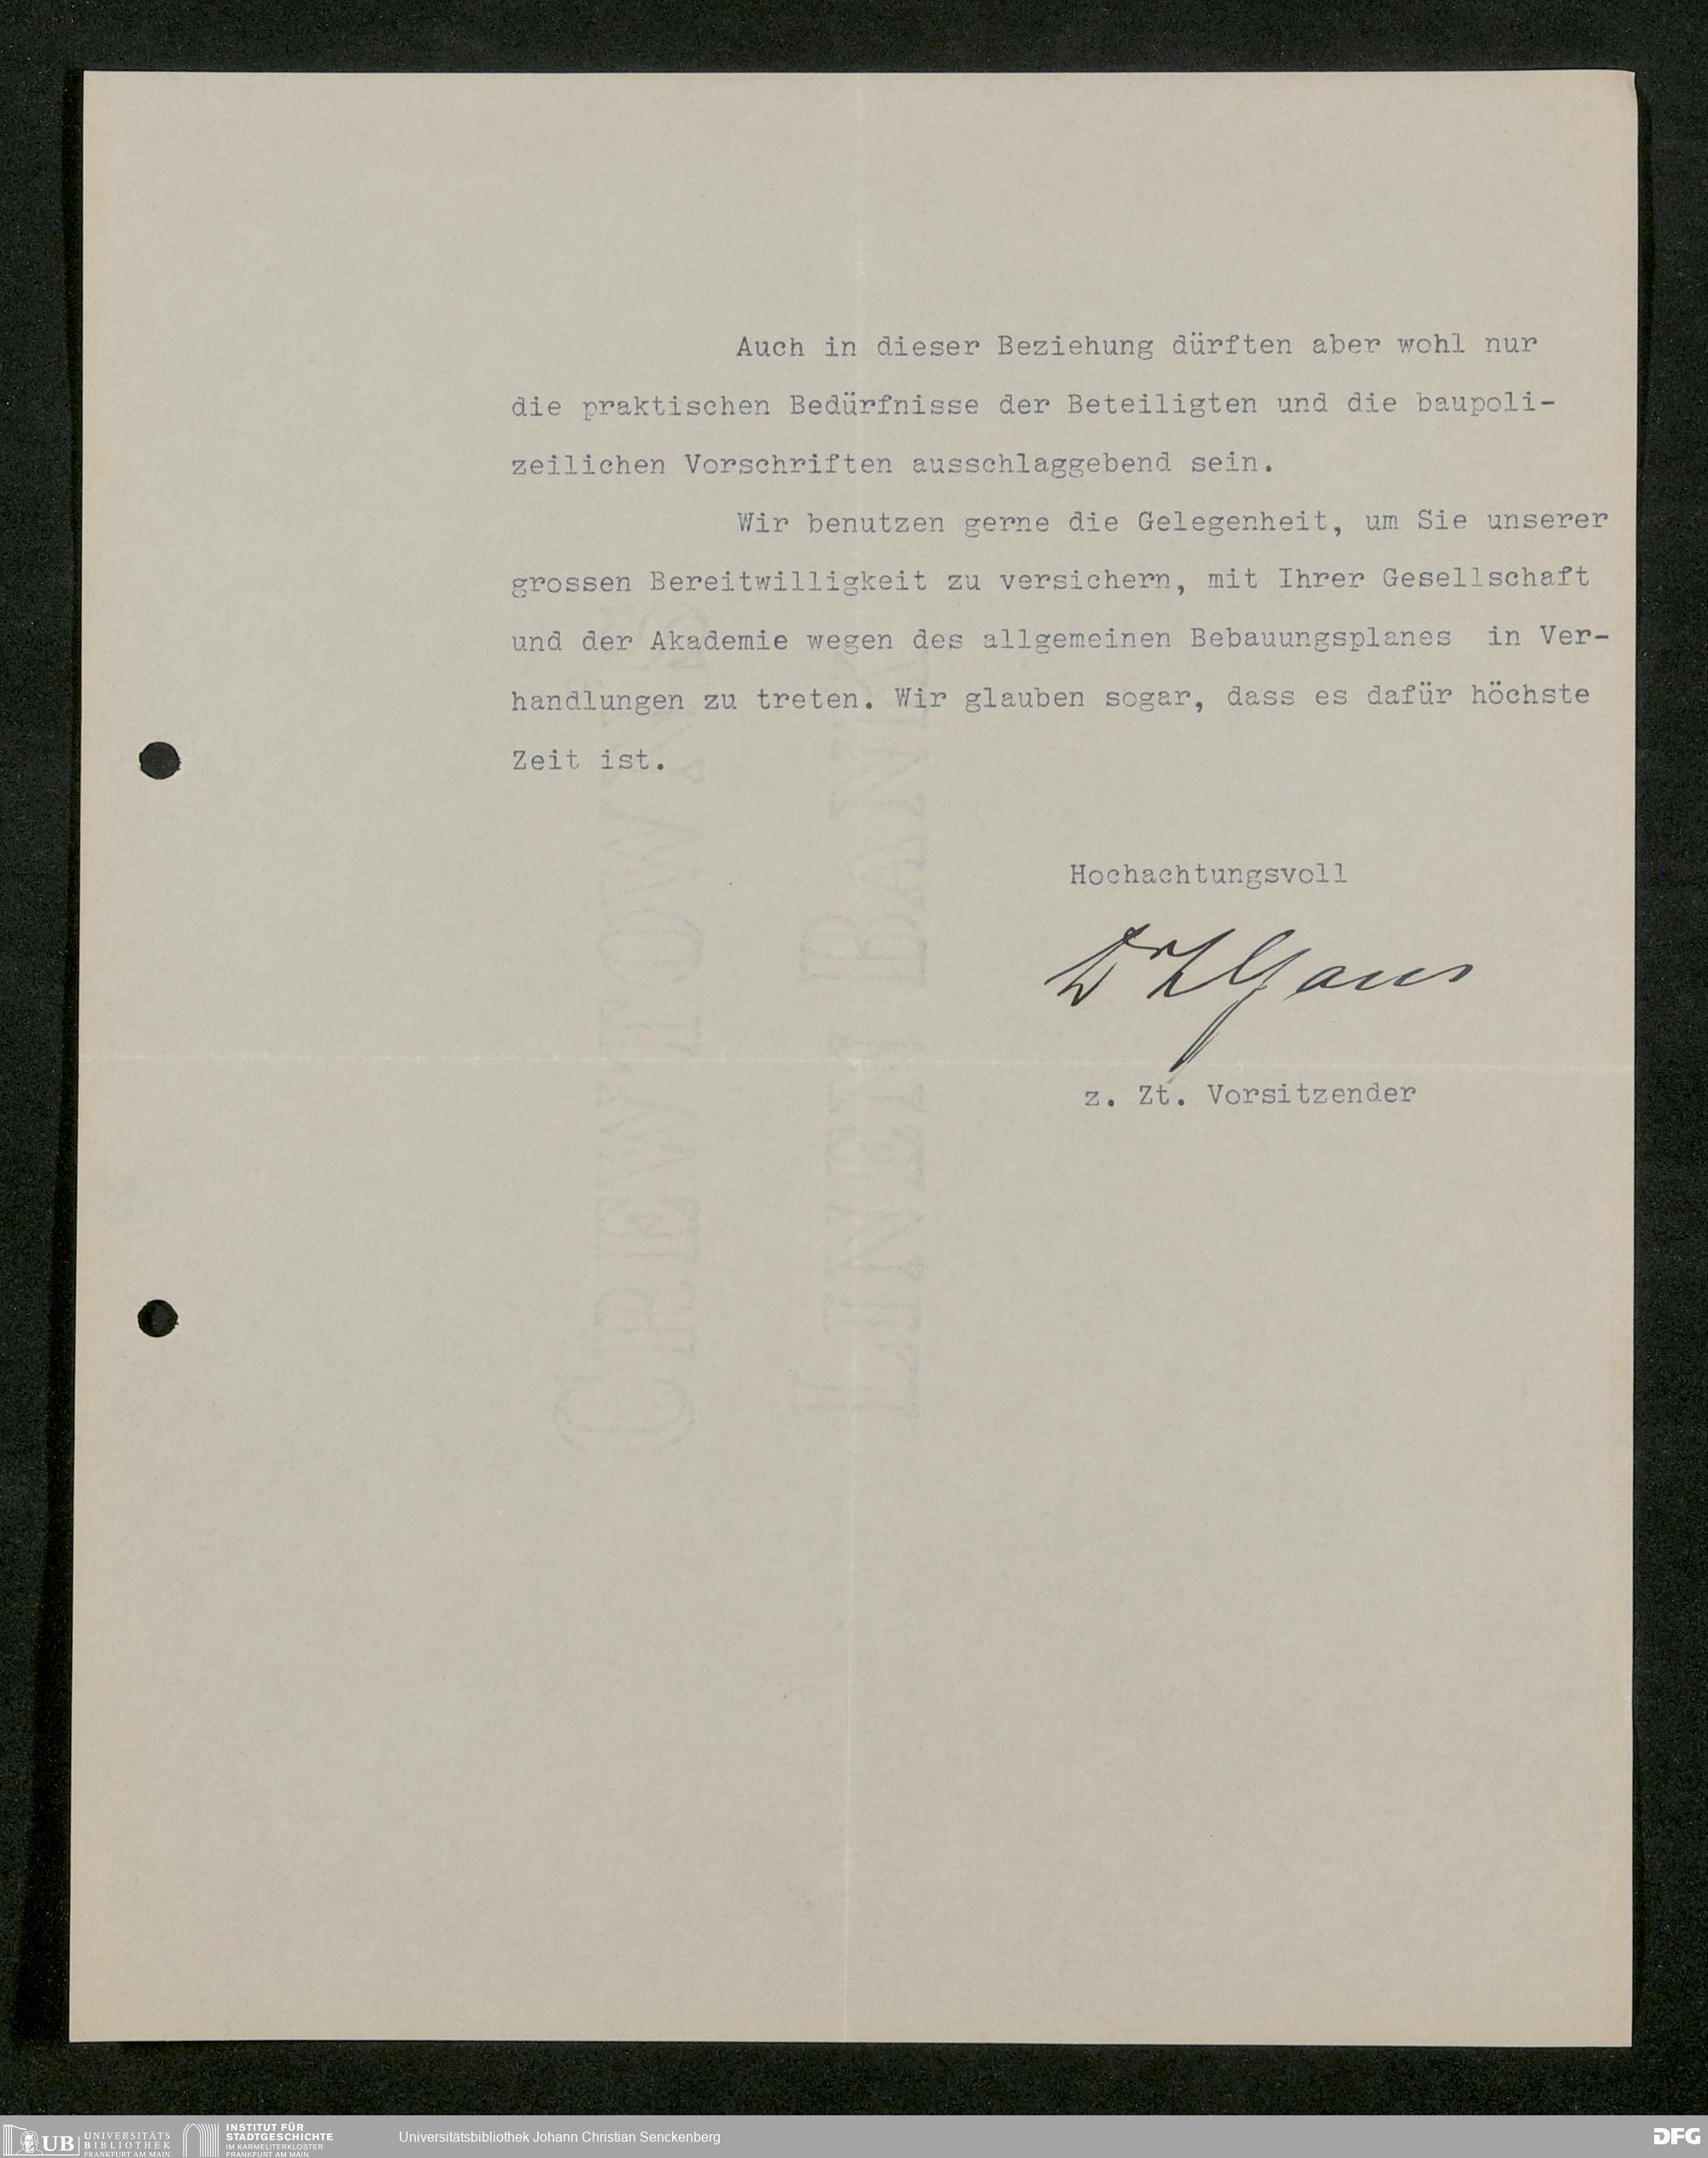 Auch in dieser Beziehung dürften aber wohl nur
die praktischen Bedürfnisse der Beteiligten und die baupoli-
zeilichen Vorschriften ausschlaggebend sein.
Wir benutzen gerne die Gelegenheit, um Sie unserer
grossen Bereitwilligkeit zu versichern, mit Ihrer Gesellschaft
und der Akademie wegen des allgemeinen Bebauungsplanes in Ver-
handlungen zu treten. Wir glauben sogar, dass es dafür höchste
Zeit ist.
Hochachtungsvoll
Dr L Gans
z. Zt. Vorsitzender
UB UNIVERSITÄTS
BIBLIOTHEK
FRANKFURT AM MAIN
INSTITUT FÜR
STADTGESCHICHTE
IM KARMELITERKLOSTER
FRANKFURT AM MAIN
Universitätsbibliothek Johann Christian Senckenberg
DFG